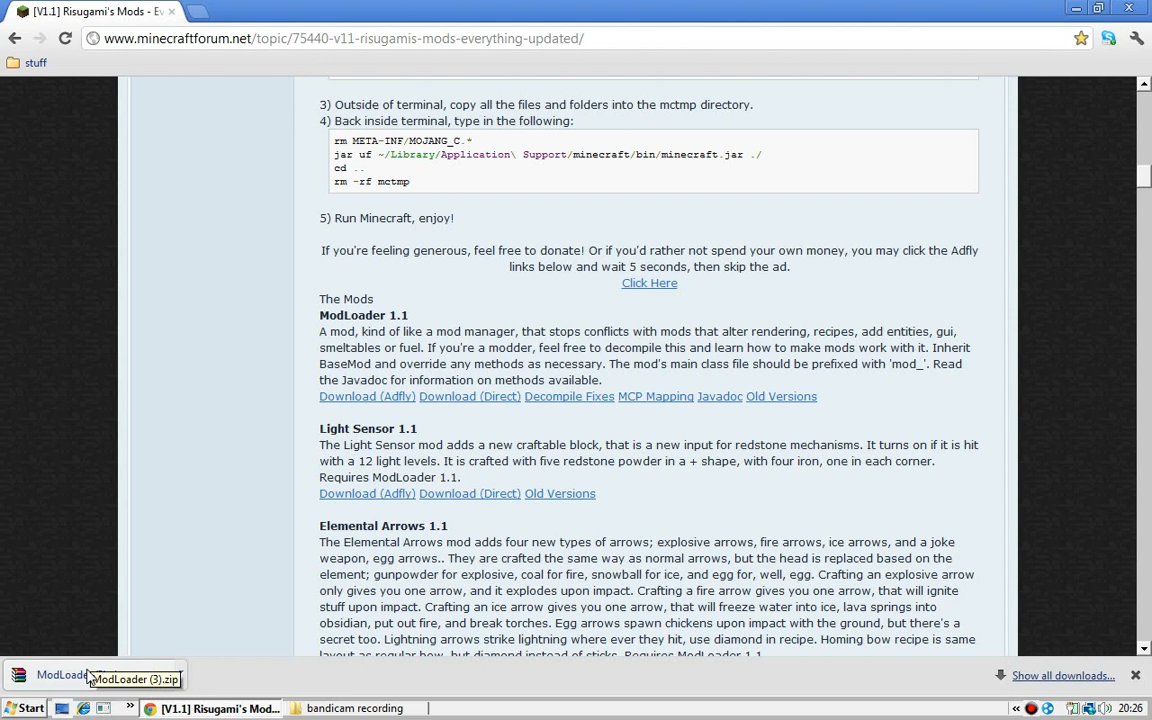 [V1.1] Risugami's Mods - Ev
www.minecraftforum.net/topic/75440-v11-risugamis-mods-everything-updated/
stuff
3) Outside of terminal, copy all the files and folders into the mctmp directory.
4) Back inside terminal, type in the following:
rm META-INF/MOJANG_C.*
jar uf ~/Library/Application\ Support/minecraft/bin/minecraft.jar ./
cd ..
rm -rf mctmp
5) Run Minecraft, enjoy!
If you're feeling generous, feel free to donate! Or if you'd rather not spend your own money, you may click the Adfly
links below and wait 5 seconds, then skip the ad.
Click Here
The Mods
ModLoader 1.1
A mod, kind of like a mod manager, that stops conflicts with mods that alter rendering, recipes, add entities, gui,
smeltables or fuel. If you're a modder, feel free to decompile this and learn how to make mods work with it. Inherit
BaseMod and override any methods as necessary. The mod's main class file should be prefixed with 'mod_'. Read
the Javadoc for information on methods available.
Download (Adfly) Download (Direct) Decompile Fixes MCP Mapping Javadoc Old Versions
Light Sensor 1.1
The Light Sensor mod adds a new craftable block, that is a new input for redstone mechanisms. It turns on if it is hit
with a 12 light levels. It is crafted with five redstone powder in a + shape, with four iron, one in each corner.
Requires ModLoader 1.1.
Download (Adfly) Download (Direct) Old Versions
Elemental Arrows 1.1
The Elemental Arrows mod adds four new types of arrows; explosive arrows, fire arrows, ice arrows, and a joke
weapon, egg arrows.. They are crafted the same way as normal arrows, but the head is replaced based on the
element; gunpowder for explosive, coal for fire, snowball for ice, and egg for, well, egg. Crafting an explosive arrow
only gives you one arrow, and it explodes upon impact. Crafting a fire arrow gives you one arrow, that will ignite
stuff upon impact. Crafting an ice arrow gives you one arrow, that will freeze water into ice, lava springs into
obsidian, put out fire, and break torches. Egg arrows spawn chickens upon impact with the ground, but there's a
secret too. Lightning arrows strike lightning where ever they hit, use diamond in recipe. Homing bow recipe is same
layout as regular bow, but diamond instead of sticks. Requires ModLoader 1.1.
ModLoade
ModLoader (3).zip
Show all downloads...
Start
[V1.1] Risugami's Mod...
bandicam recording
20:26